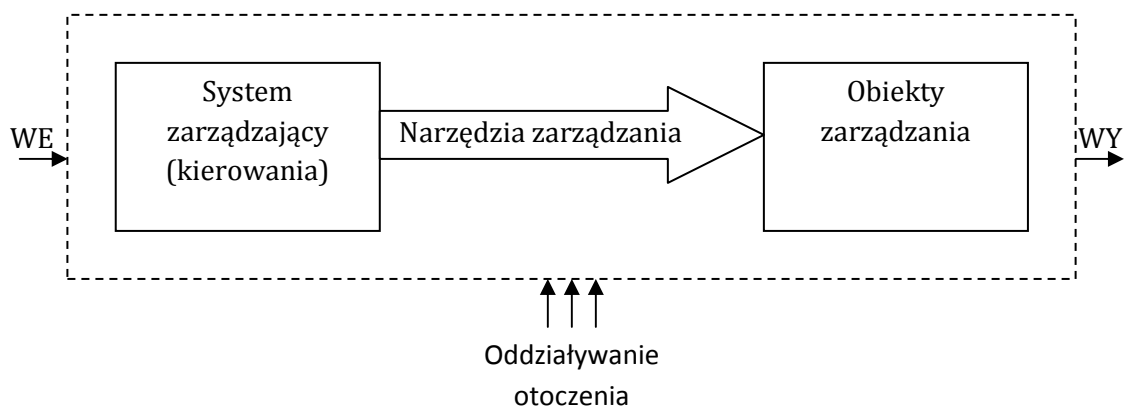 WE
System
zarządzający
(kierowania)
Narzędzia zarządzania
Obiekty
zarządzania
WY
Oddziaływanie
otoczenia